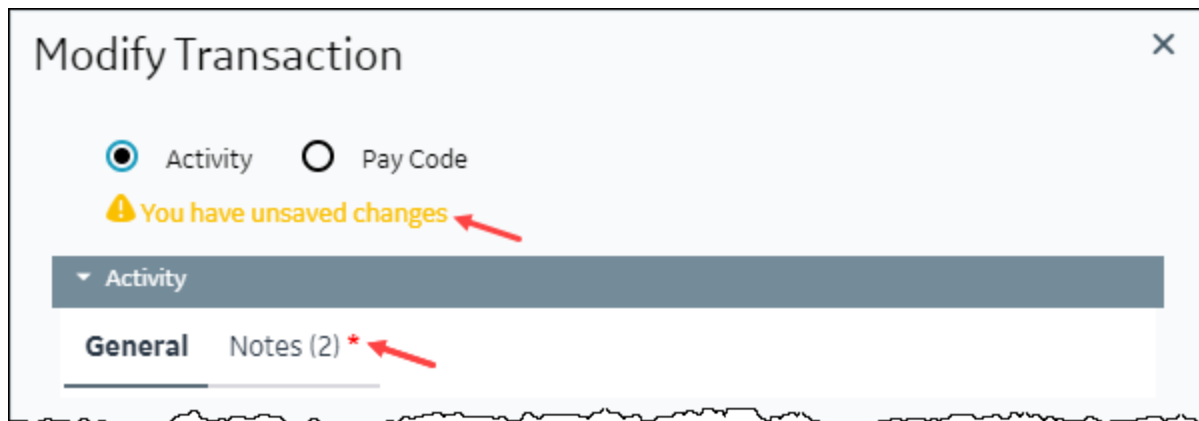 Modify Transaction
Activity Pay Code
You have unsaved changes
Activity
General Notes (2) *